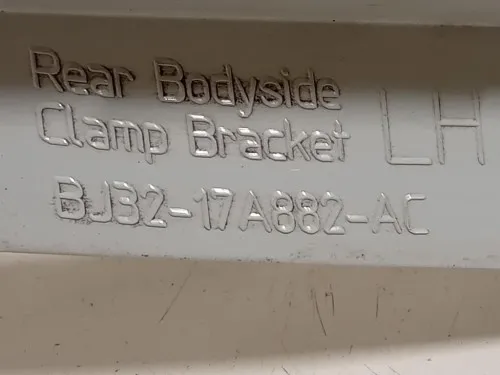 Rear Bodyside
Clamp Bracket LH
BJ32-17A882-AC